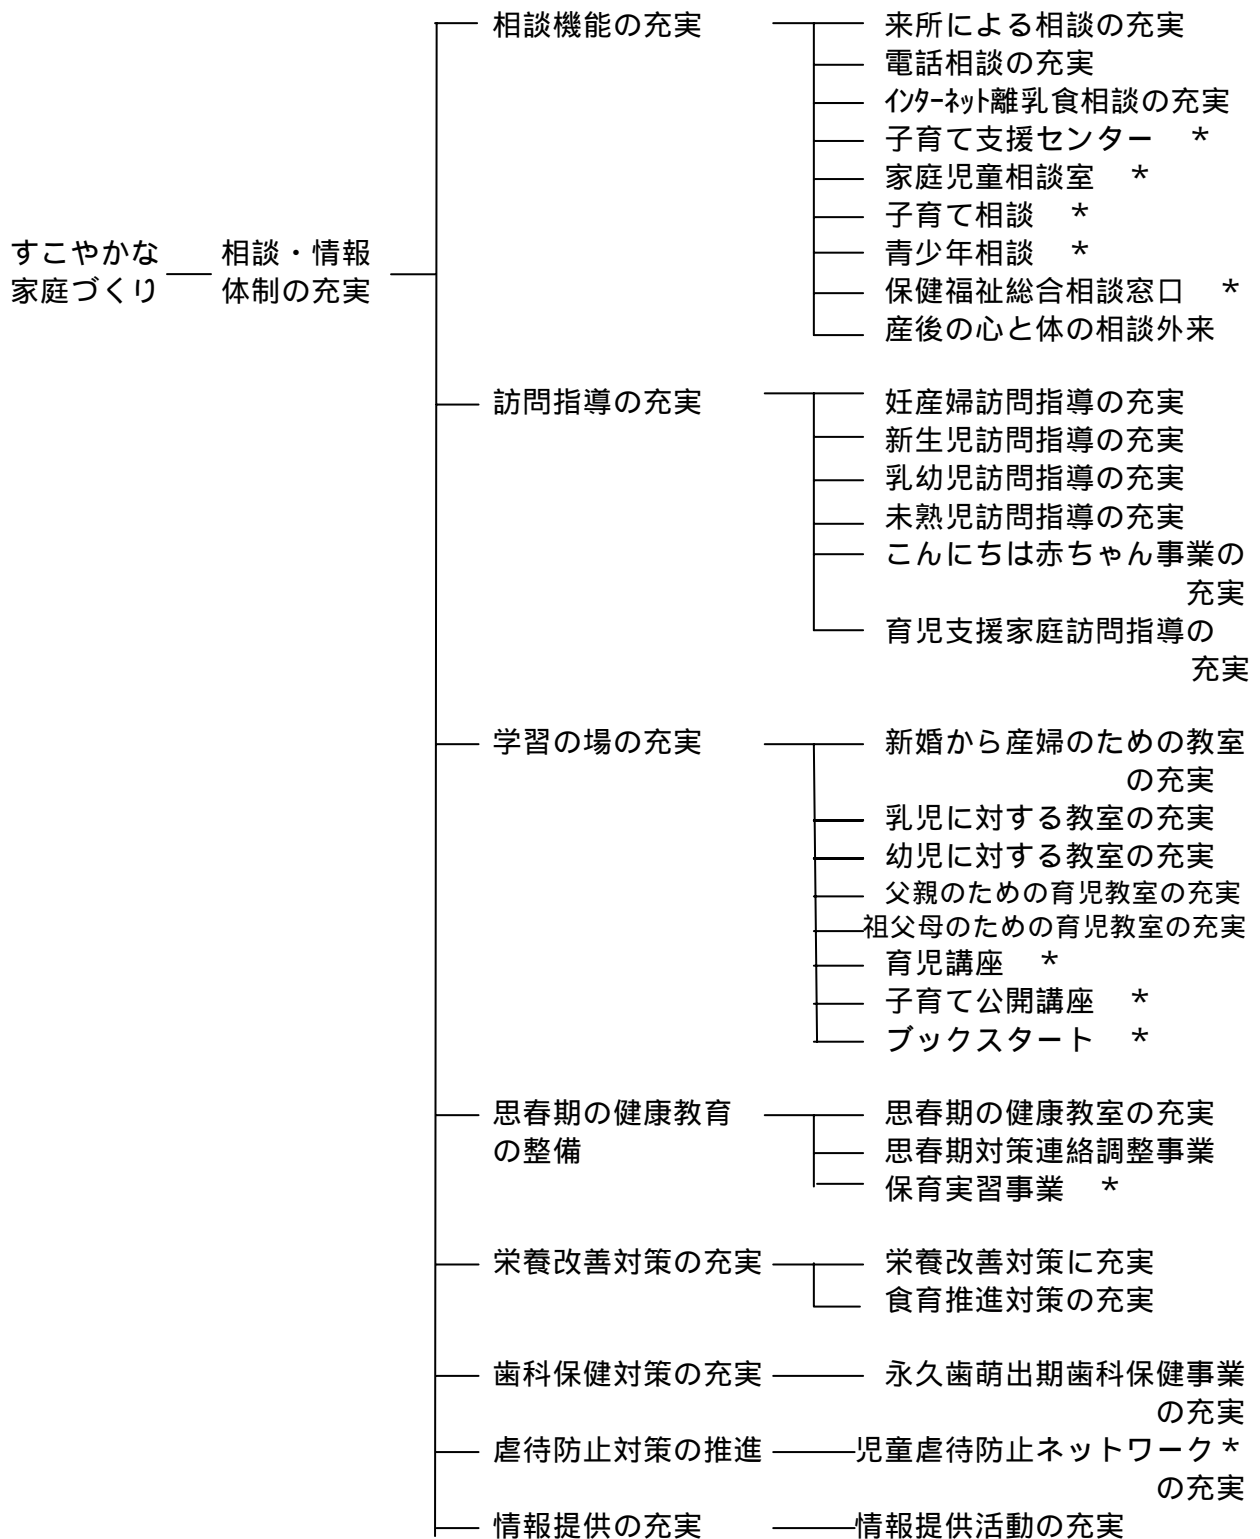 すこやかな
家庭づくり
相談・情報
体制の充実
相談機能の充実
来所による相談の充実
電話相談の充実
インターネット離乳食相談の充実
子育て支援センター　*
家庭児童相談室　*
子育て相談　*
青少年相談　*
保健福祉総合相談窓口　*
産後の心と体の相談外来
訪問指導の充実
妊産婦訪問指導の充実
新生児訪問指導の充実
乳幼児訪問指導の充実
未熟児訪問指導の充実
こんにちは赤ちゃん事業の
充実
育児支援家庭訪問指導の
充実
学習の場の充実
新婚から産婦のための教室
の充実
乳児に対する教室の充実
幼児に対する教室の充実
父親のための育児教室の充実
祖父母のための育児教室の充実
育児講座　*
子育て公開講座　*
ブックスタート　*
思春期の健康教育
の整備
思春期の健康教室の充実
思春期対策連絡調整事業
保育実習事業　*
栄養改善対策の充実
栄養改善対策に充実
食育推進対策の充実
歯科保健対策の充実
永久歯萌出期歯科保健事業
の充実
虐待防止対策の推進
児童虐待防止ネットワーク*
の充実
情報提供の充実
情報提供活動の充実